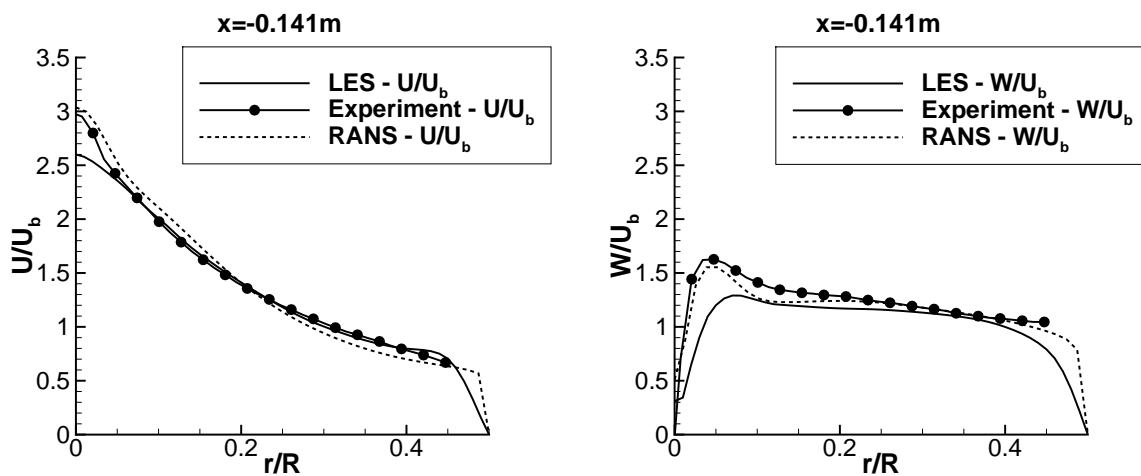 x=-0.141m
3.5
3
2.5
2
1.5
1
0.5
0
U/U_b
LES - U/U_b
Experiment - U/U_b
RANS - U/U_b
0 0.2 0.4
r/R
x=-0.141m
3.5
3
2.5
2
1.5
1
0.5
0
W/U_b
LES - W/U_b
Experiment - W/U_b
RANS - W/U_b
0 0.2 0.4
r/R